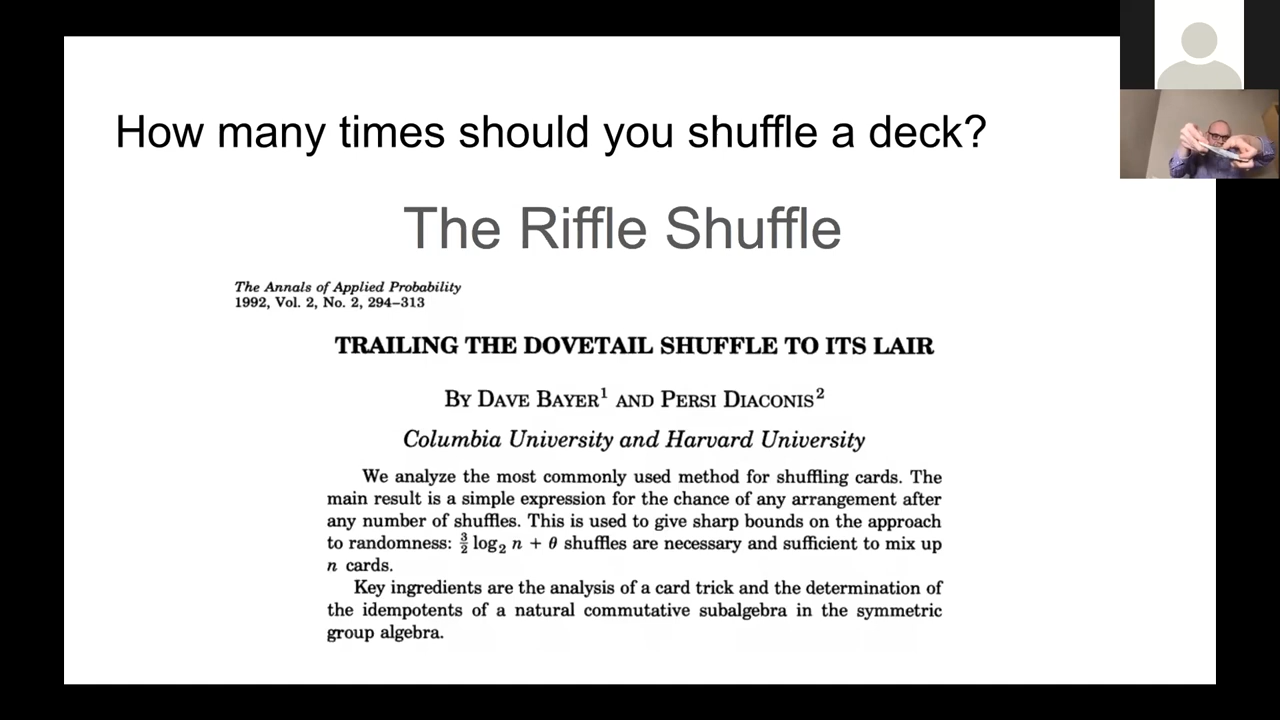 How many times should you shuffle a deck?
The Riffle Shuffle
The Annals of Applied Probability
1992, Vol. 2, No. 2, 294–313
TRAILING THE DOVETAIL SHUFFLE TO ITS LAIR
By Dave Bayer¹ and Persi Diaconis²
Columbia University and Harvard University
We analyze the most commonly used method for shuffling cards. The
main result is a simple expression for the chance of any arrangement after
any number of shuffles. This is used to give sharp bounds on the approach
to randomness: 3/2 log₂ n + θ shuffles are necessary and sufficient to mix up
n cards.
Key ingredients are the analysis of a card trick and the determination of
the idempotents of a natural commutative subalgebra in the symmetric
group algebra.